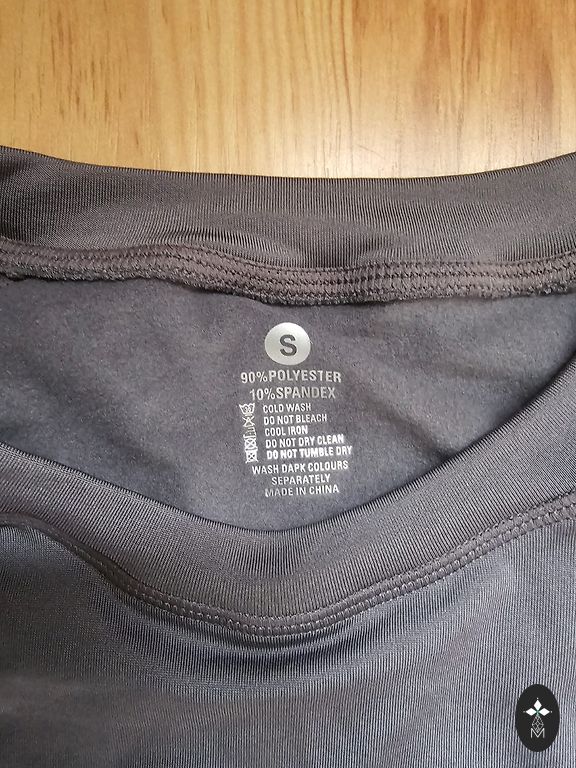 S
90%POLYESTER
10%SPANDEX
COLD WASH
DO NOT BLEACH
COOL IRON
DO NOT DRY CLEAN
DO NOT TUMBLE DRY
WASH DAPK COLOURS
SEPARATELY
MADE IN CHINA
M